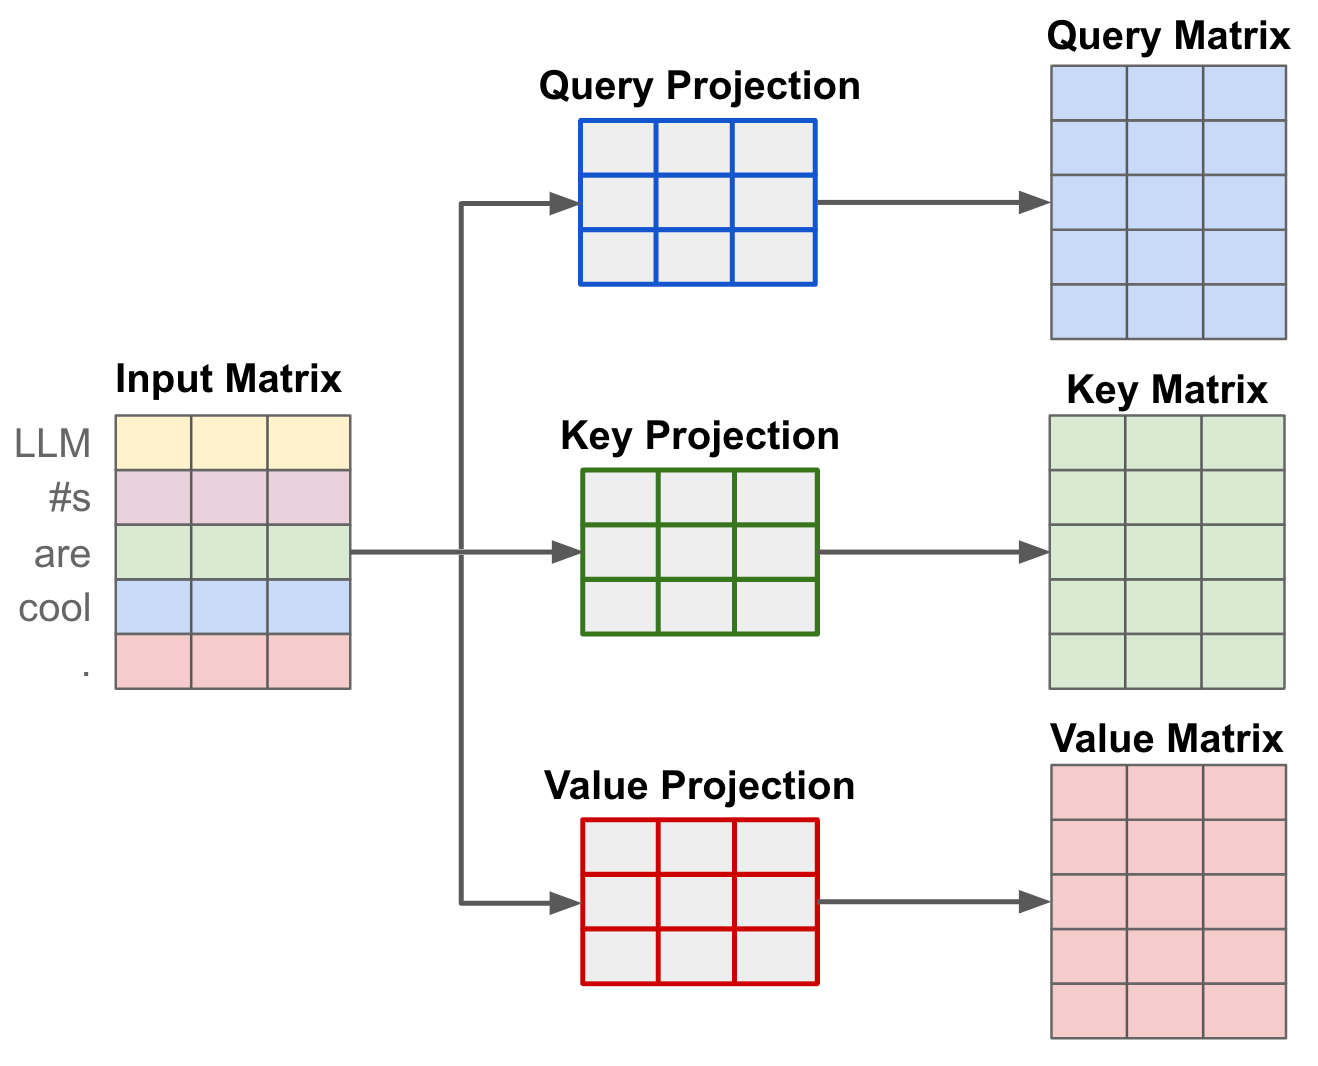 Query Matrix
Query Projection
Input Matrix
LLM
#s
are
cool
.
Key Projection
Key Matrix
Value Projection
Value Matrix